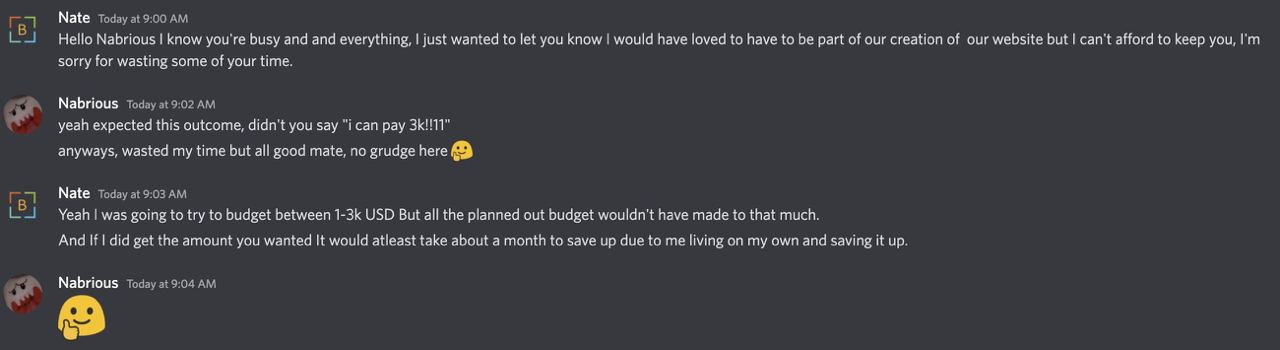 Nate Today at 9:00 AM
B
Hello Nabrious I know you're busy and and everything, I just wanted to let you know I would have loved to have to be part of our creation of our website but I can't afford to keep you, I'm
sorry for wasting some of your time.
Nabrious Today at 9:02 AM
yeah expected this outcome, didn't you say "i can pay 3k!!11"
anyways, wasted my time but all good mate, no grudge here
Nate Today at 9:03 AM
B
Yeah I was going to try to budget between 1-3k USD But all the planned out budget wouldn't have made to that much.
And If I did get the amount you wanted It would atleast take about a month to save up due to me living on my own and saving it up.
Nabrious Today at 9:04 AM